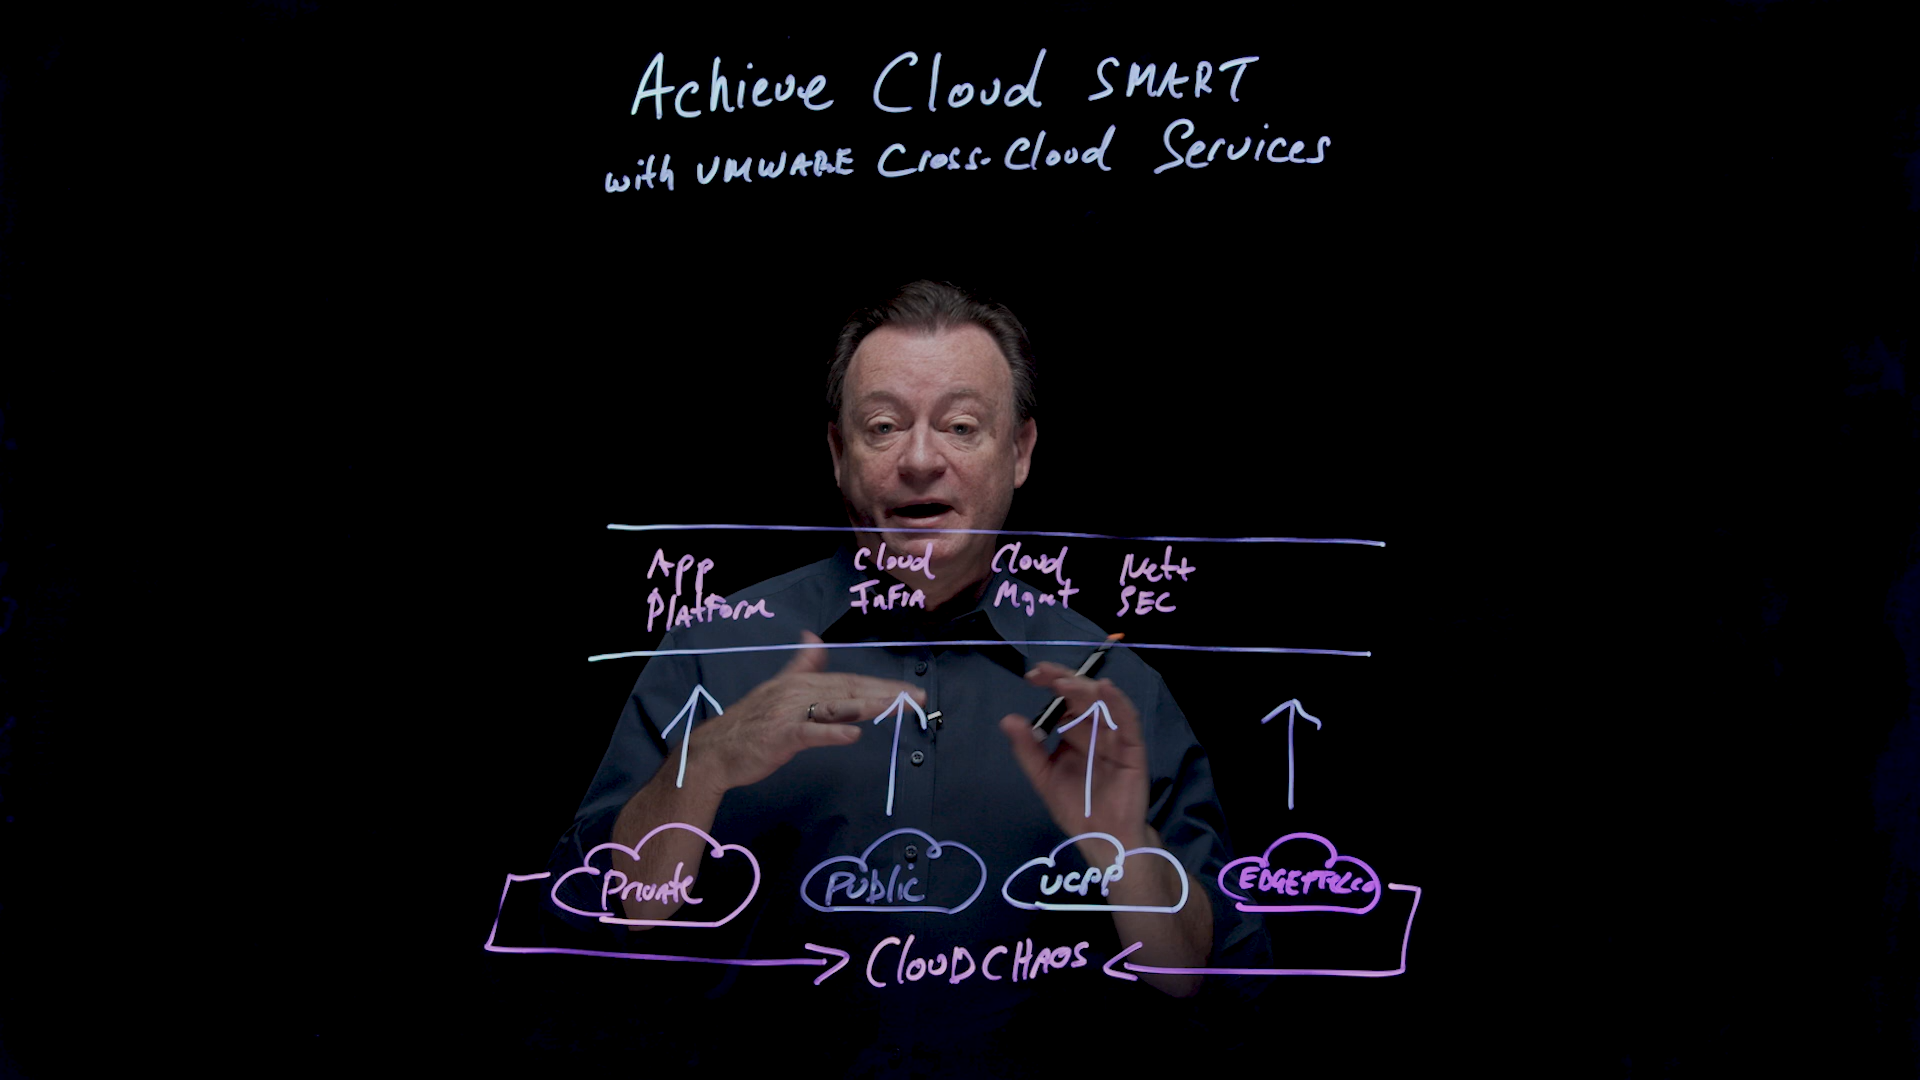 Achieve Cloud SMART
with VMWARE Cross-Cloud Services
App Platform
Cloud Infra
Cloud Mgmt
Net+ SEC
Private
Public
VCPP
EDGE+Telco
CLOUD CHAOS